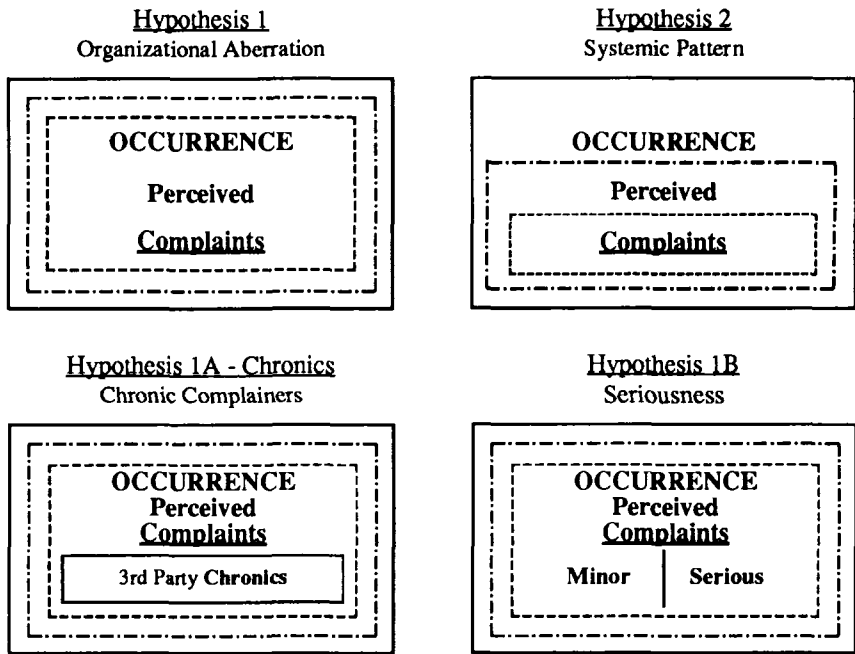 Hypothesis 1
Organizational Aberration
OCCURRENCE
Perceived
Complaints
Hypothesis 2
Systemic Pattern
OCCURRENCE
Perceived
Complaints
Hypothesis 1A - Chronics
Chronic Complainers
OCCURRENCE
Perceived
Complaints
3rd Party Chronics
Hypothesis 1B
Seriousness
OCCURRENCE
Perceived
Complaints
Minor
Serious